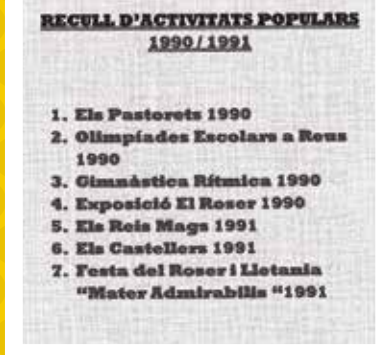 RECULL D'ACTIVITATS POPULARS
1990/1991
1. Els Pastorets 1990
2. Olimpíades Escolars a Reus
1990
3. Gimnàstica Rítmica 1990
4. Exposició El Roser 1990
5. Els Reis Mags 1991
6. Els Castellers 1991
7. Festa del Roser i Lletania
"Mater Admirabilis "1991